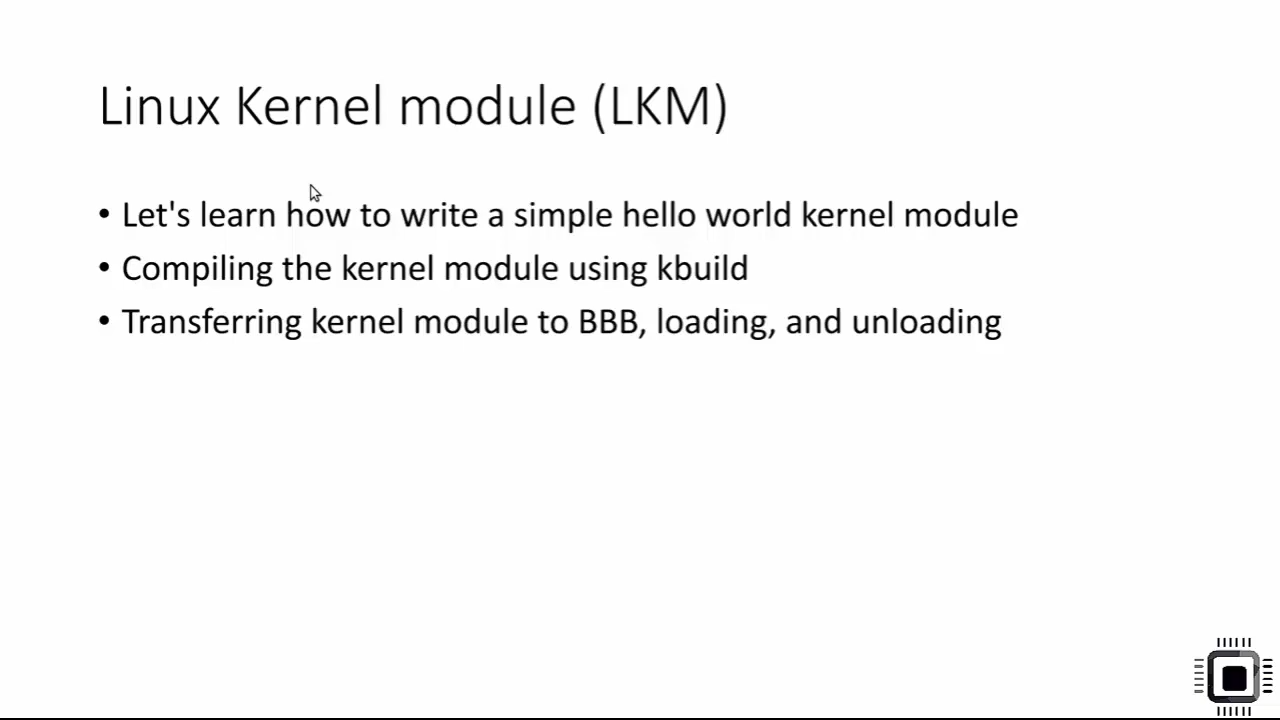 Linux Kernel module (LKM)
• Let's learn how to write a simple hello world kernel module
• Compiling the kernel module using kbuild
• Transferring kernel module to BBB, loading, and unloading